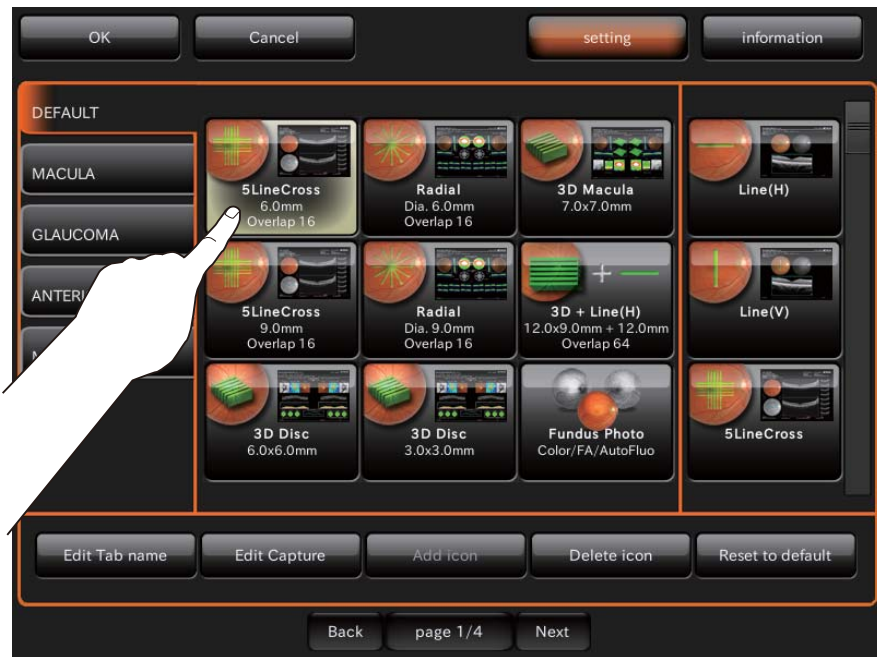 OK
Cancel
setting
information
DEFAULT
MACULA
GLAUCOMA
5LineCross
6.0mm
Overlap 16
Radial
Dia. 6.0mm
Overlap 16
3D Macula
7.0x7.0mm
Line(H)
5LineCross
9.0mm
Overlap 16
Radial
Dia. 9.0mm
Overlap 16
3D + Line(H)
12.0x9.0mm + 12.0mm
Overlap 64
Line(V)
3D Disc
6.0x6.0mm
3D Disc
3.0x3.0mm
Fundus Photo
Color/FA/AutoFluo
5LineCross
Edit Tab name
Edit Capture
Add icon
Delete icon
Reset to default
Back
page 1/4
Next